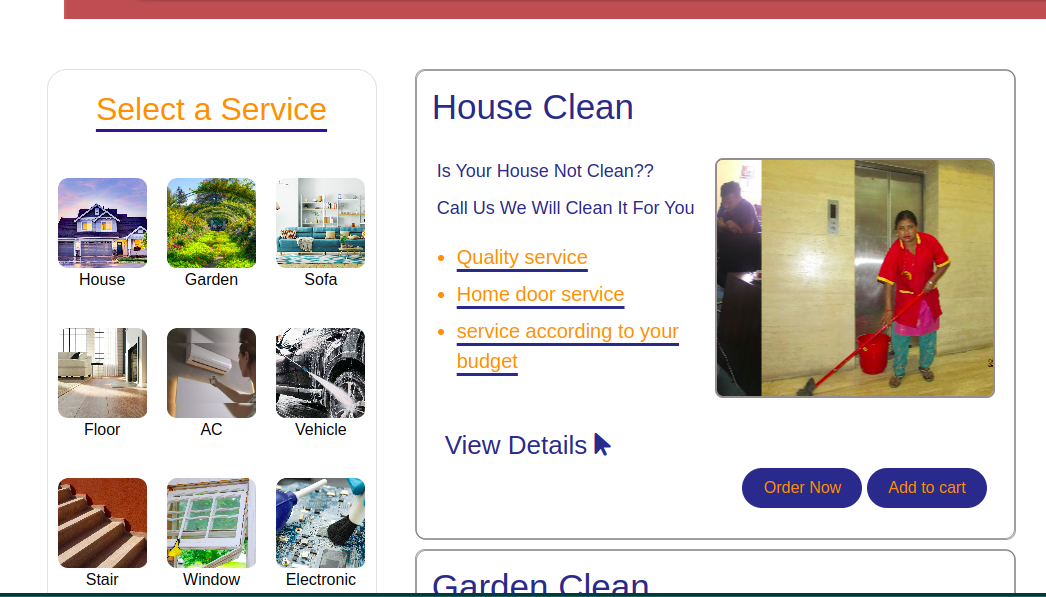 Select a Service
House
Garden
Sofa
Floor
AC
Vehicle
Stair
Window
Electronic
House Clean
Is Your House Not Clean??
Call Us We Will Clean It For You
Quality service
Home door service
service according to your
budget
View Details
Order Now
Add to cart
Garden Clean